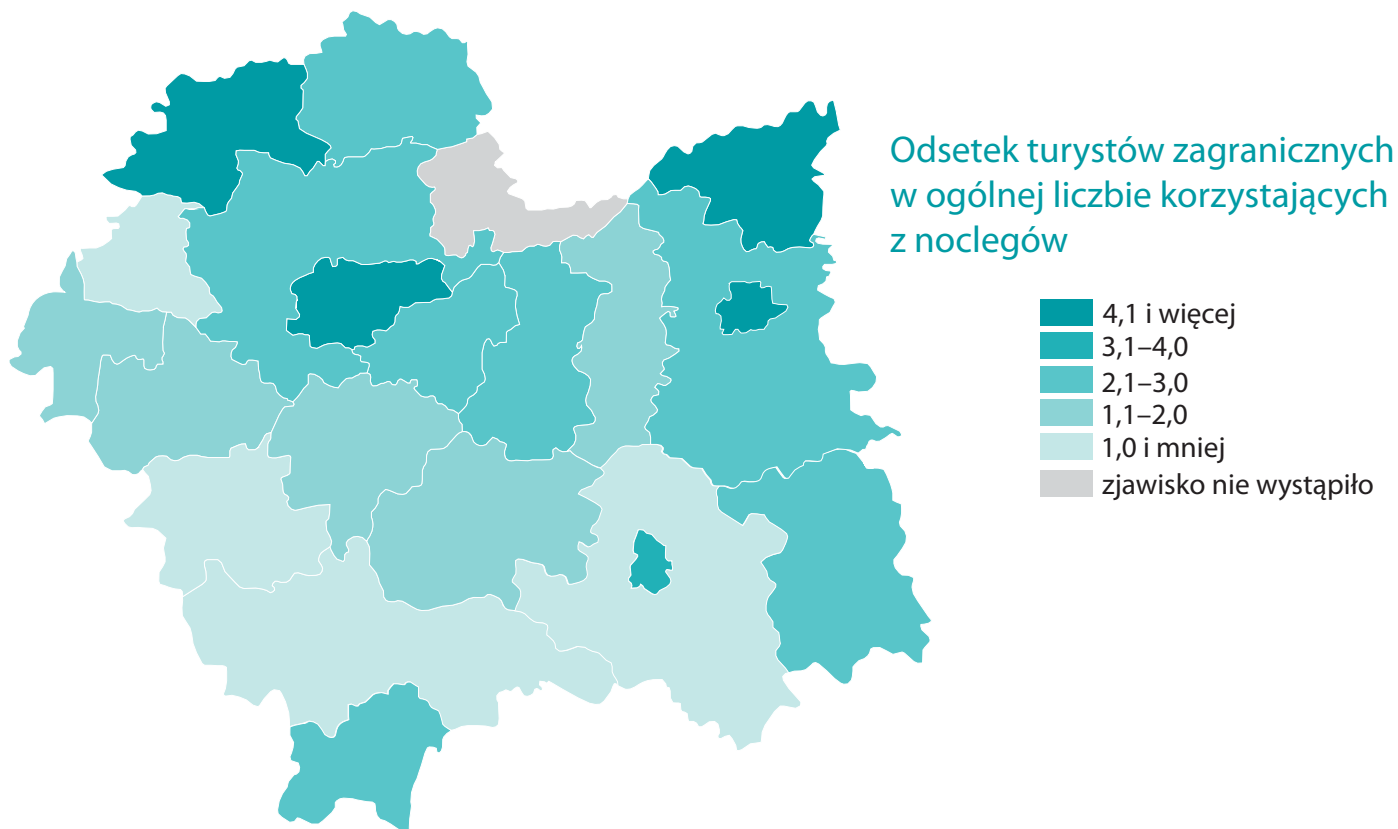 Odsetek turystów zagranicznych
w ogólnej liczbie korzystających
z noclegów
4,1 i więcej
3,1–4,0
2,1–3,0
1,1–2,0
1,0 i mniej
zjawisko nie wystąpiło